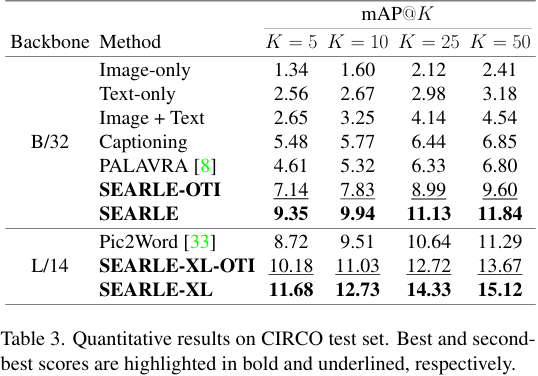 mAP@K
Backbone Method K = 5 K = 10 K = 25 K = 50
Image-only 1.34 1.60 2.12 2.41
Text-only 2.56 2.67 2.98 3.18
Image + Text 2.65 3.25 4.14 4.54
B/32 Captioning 5.48 5.77 6.44 6.85
PALAVRA [8] 4.61 5.32 6.33 6.80
SEARLE-OTI 7.14 7.83 8.99 9.60
SEARLE 9.35 9.94 11.13 11.84
Pic2Word [33] 8.72 9.51 10.64 11.29
L/14 SEARLE-XL-OTI 10.18 11.03 12.72 13.67
SEARLE-XL 11.68 12.73 14.33 15.12
Table 3. Quantitative results on CIRCO test set. Best and second-
best scores are highlighted in bold and underlined, respectively.